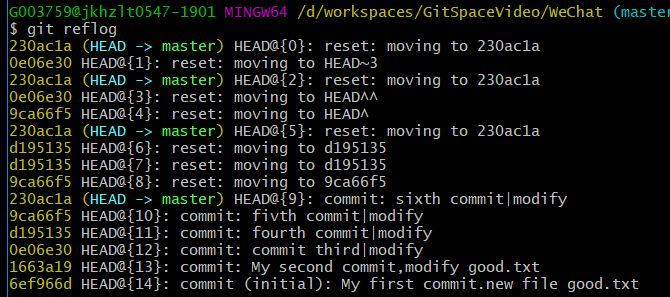 G003759@jkhzlt0547-1901 MINGW64 /d/workspaces/GitSpaceVideo/WeChat (master
$ git reflog
230ac1a (HEAD -> master) HEAD@{0}: reset: moving to 230ac1a
0e06e30 HEAD@{1}: reset: moving to HEAD~3
230ac1a (HEAD -> master) HEAD@{2}: reset: moving to 230ac1a
0e06e30 HEAD@{3}: reset: moving to HEAD^^
9ca66f5 HEAD@{4}: reset: moving to HEAD^
230ac1a (HEAD -> master) HEAD@{5}: reset: moving to 230ac1a
d195135 HEAD@{6}: reset: moving to d195135
d195135 HEAD@{7}: reset: moving to d195135
9ca66f5 HEAD@{8}: reset: moving to 9ca66f5
230ac1a (HEAD -> master) HEAD@{9}: commit: sixth commit|modify
9ca66f5 HEAD@{10}: commit: fivth commit|modify
d195135 HEAD@{11}: commit: fourth commit|modify
0e06e30 HEAD@{12}: commit: commit third|modify
1663a19 HEAD@{13}: commit: My second commit,modify good.txt
6ef966d HEAD@{14}: commit (initial): My first commit.new file good.txt